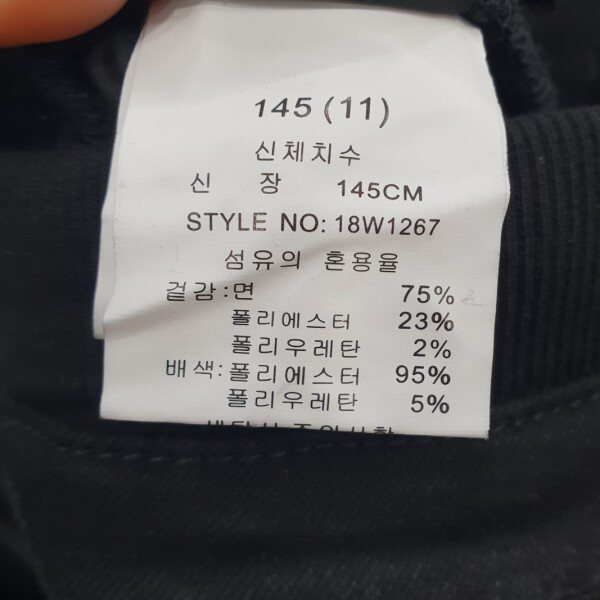 145 (11)
신체치수
신 장 145CM
STYLE NO: 18W1267
섬유의 혼용율
겉감:면 75%
폴리에스터 23%
폴리우레탄 2%
배색:폴리에스터 95%
폴리우레탄 5%